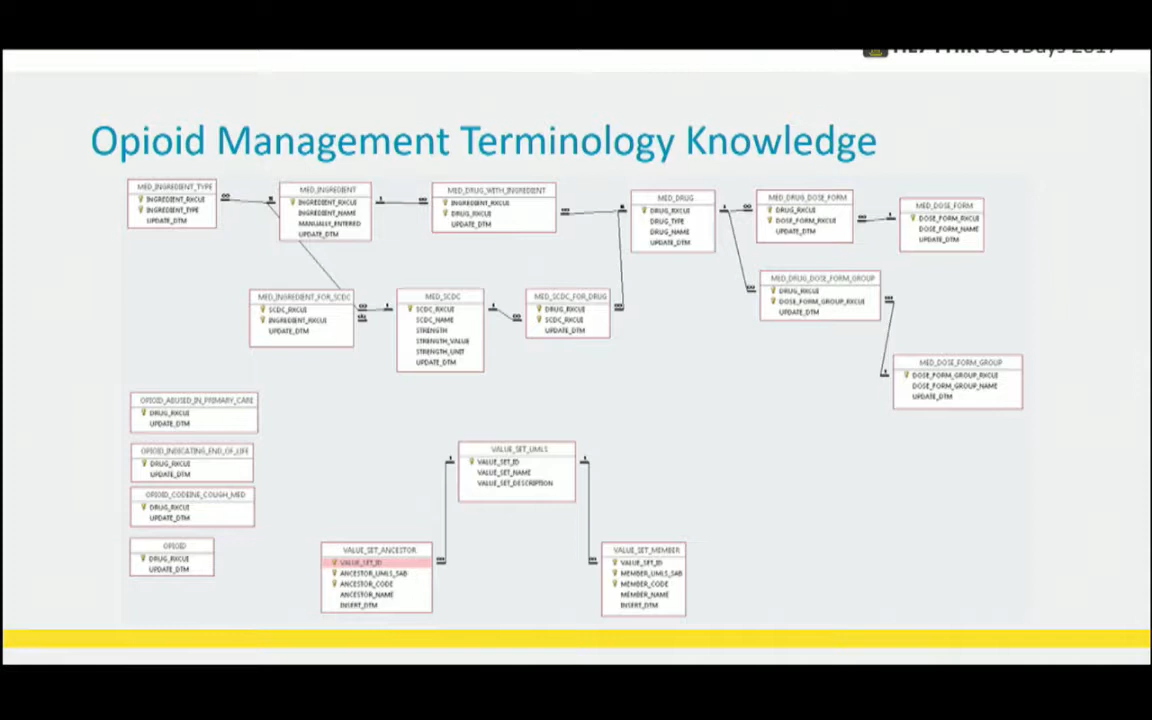 DevDays 2017
Opioid Management Terminology Knowledge
MED_INGREDIENT_TYPE
INGREDIENT_RXCUI
INGREDIENT_TYPE
UPDATE_DTM
MED_INGREDIENT
INGREDIENT_RXCUI
INGREDIENT_NAME
MANUALLY_ENTERED
UPDATE_DTM
MED_DRUG_WITH_INGREDIENT
INGREDIENT_RXCUI
DRUG_RXCUI
UPDATE_DTM
MED_DRUG
DRUG_RXCUI
DRUG_TYPE
DRUG_NAME
UPDATE_DTM
MED_DRUG_DOSE_FORM
DRUG_RXCUI
DOSE_FORM_RXCUI
UPDATE_DTM
MED_DOSE_FORM
DOSE_FORM_RXCUI
DOSE_FORM_NAME
UPDATE_DTM
MED_INGREDIENT_FOR_SCDC
SCDC_RXCUI
INGREDIENT_RXCUI
UPDATE_DTM
MED_SCDC
SCDC_RXCUI
SCDC_NAME
STRENGTH
STRENGTH_VALUE
STRENGTH_UNIT
UPDATE_DTM
MED_SCDC_FOR_DRUG
DRUG_RXCUI
SCDC_RXCUI
UPDATE_DTM
MED_DRUG_DOSE_FORM_GROUP
DRUG_RXCUI
DOSE_FORM_GROUP_RXCUI
UPDATE_DTM
MED_DOSE_FORM_GROUP
DOSE_FORM_GROUP_RXCUI
DOSE_FORM_GROUP_NAME
UPDATE_DTM
OPIOID_ABUSED_IN_PRIMARY_CARE
DRUG_RXCUI
UPDATE_DTM
OPIOID_INDICATING_END_OF_LIFE
DRUG_RXCUI
UPDATE_DTM
OPIOID_CODEINE_COUGH_MED
DRUG_RXCUI
UPDATE_DTM
OPIOID
DRUG_RXCUI
UPDATE_DTM
VALUE_SET_UMLS
VALUE_SET_ID
VALUE_SET_NAME
VALUE_SET_DESCRIPTION
VALUE_SET_ANCESTOR
VALUE_SET_ID
ANCESTOR_UMLS_SAB
ANCESTOR_CODE
ANCESTOR_NAME
INSERT_DTM
VALUE_SET_MEMBER
VALUE_SET_ID
MEMBER_UMLS_SAB
MEMBER_CODE
MEMBER_NAME
INSERT_DTM